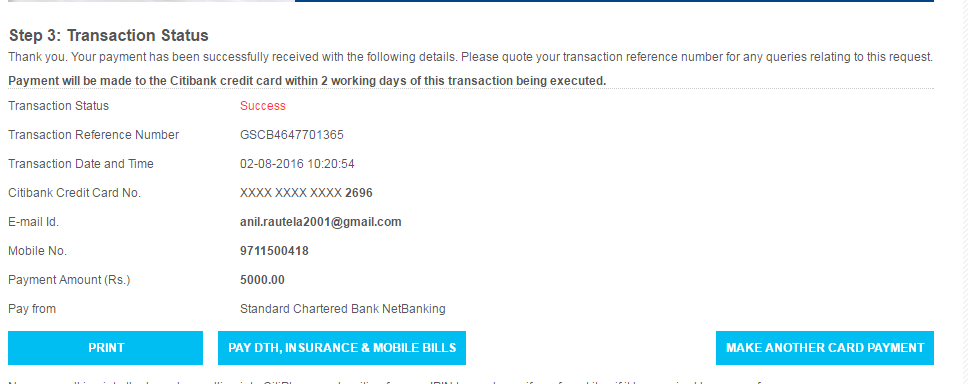 Step 3: Transaction Status
Thank you. Your payment has been successfully received with the following details. Please quote your transaction reference number for any queries relating to this request.
Payment will be made to the Citibank credit card within 2 working days of this transaction being executed.
Transaction Status Success
Transaction Reference Number GSCB4647701365
Transaction Date and Time 02-08-2016 10:20:54
Citibank Credit Card No. XXXX XXXX XXXX 2696
E-mail Id. anil.rautela2001@gmail.com
Mobile No. 9711500418
Payment Amount (Rs.) 5000.00
Pay from Standard Chartered Bank NetBanking
PRINT PAY DTH, INSURANCE & MOBILE BILLS MAKE ANOTHER CARD PAYMENT